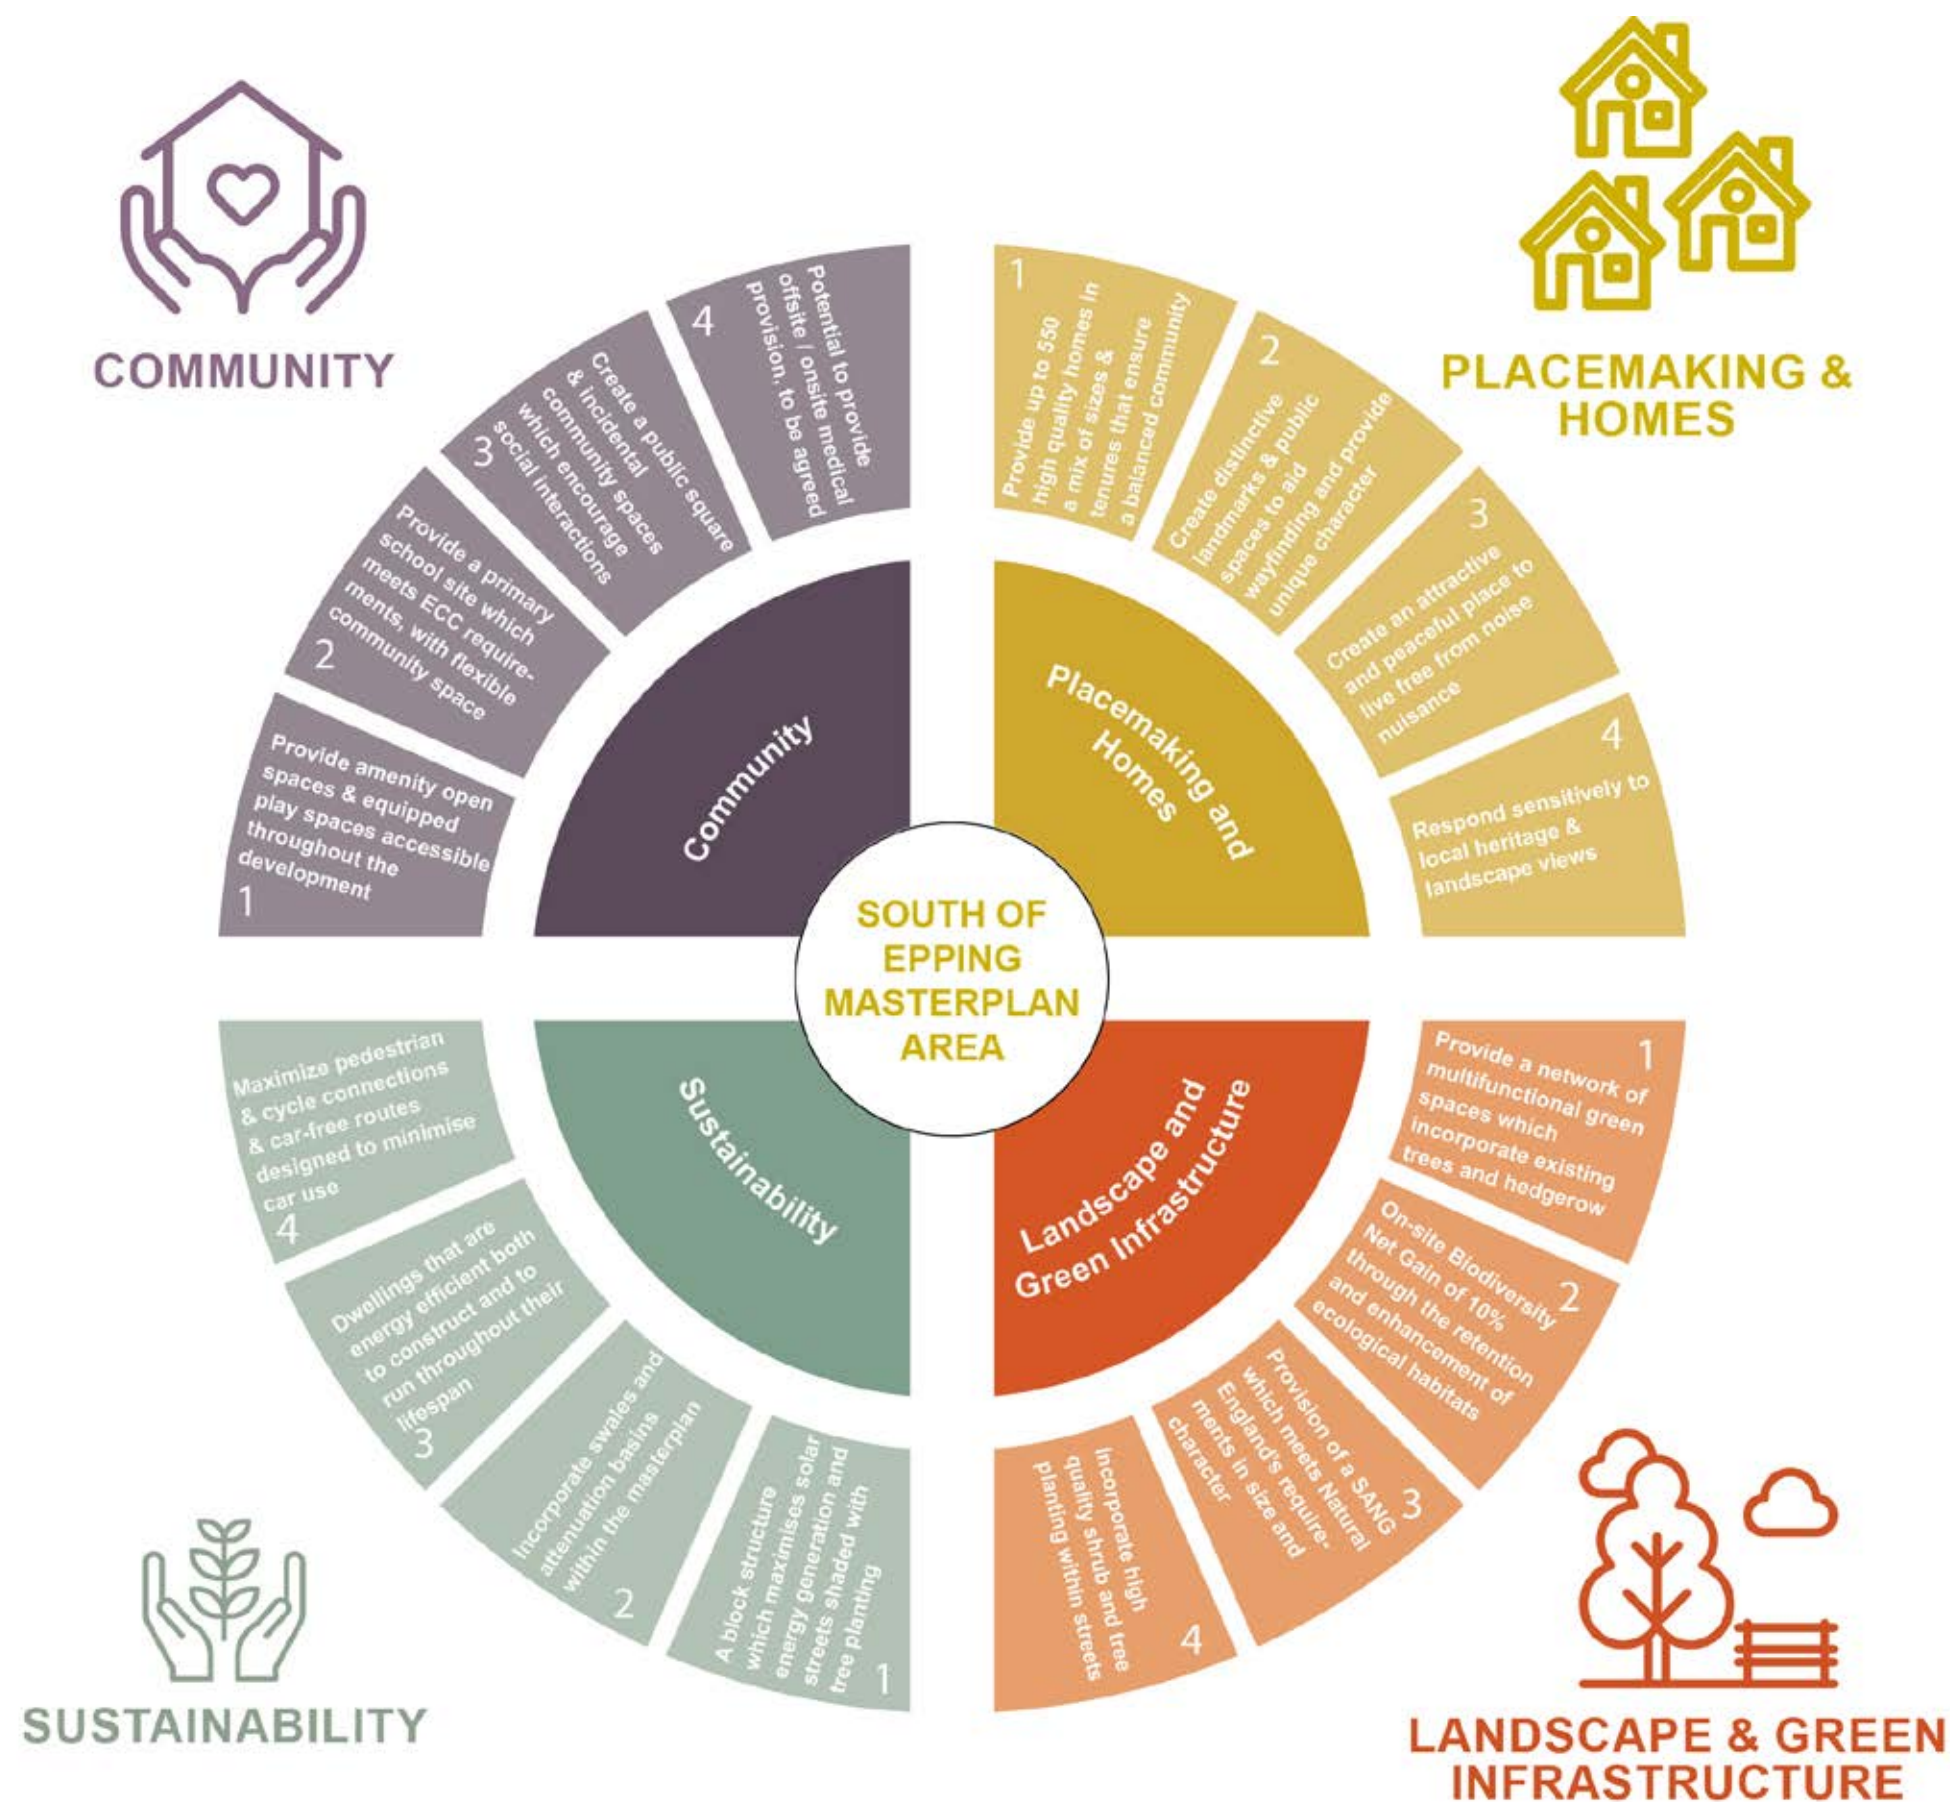 COMMUNITY
PLACEMAKING &
HOMES
1
Provide up to 550
high quality homes in
a mix of sizes &
tenures that ensure
a balanced community
2
Create distinctive
landmarks & public
spaces to aid
wayfinding and provide
unique character
3
Create an attractive
and peaceful place to
live free from noise
nuisance
4
Respond sensitively to
local heritage &
landscape views
Placemaking and
Homes
1
Provide a network of
multifunctional green
spaces which
incorporate existing
trees and hedgerow
2
On-site Biodiversity
Net Gain of 10%
through the retention
and enhancement of
ecological habitats
3
Provision of a SANG
which meets Natural
England's require-
ments in size and
character
4
Incorporate high
quality shrub and tree
planting within streets
Landscape and
Green Infrastructure
1
A block structure
which maximises solar
energy generation and
streets shaded with
tree planting
2
Incorporate swales and
attenuation basins
within the masterplan
3
Dwellings that are
energy efficient both
to construct and to
run throughout their
lifespan
4
Maximize pedestrian
& cycle connections
& car-free routes
designed to minimise
car use
Sustainability
1
Provide amenity open
spaces & equipped
play spaces accessible
throughout the
development
2
Provide a primary
school site which
meets ECC require-
ments, with flexible
community space
3
Create a public square
& incidental
community spaces
which encourage
social interactions
4
Potential to provide
offsite / onsite medical
provision, to be agreed
Community
SOUTH OF
EPPING
MASTERPLAN
AREA
SUSTAINABILITY
LANDSCAPE & GREEN
INFRASTRUCTURE